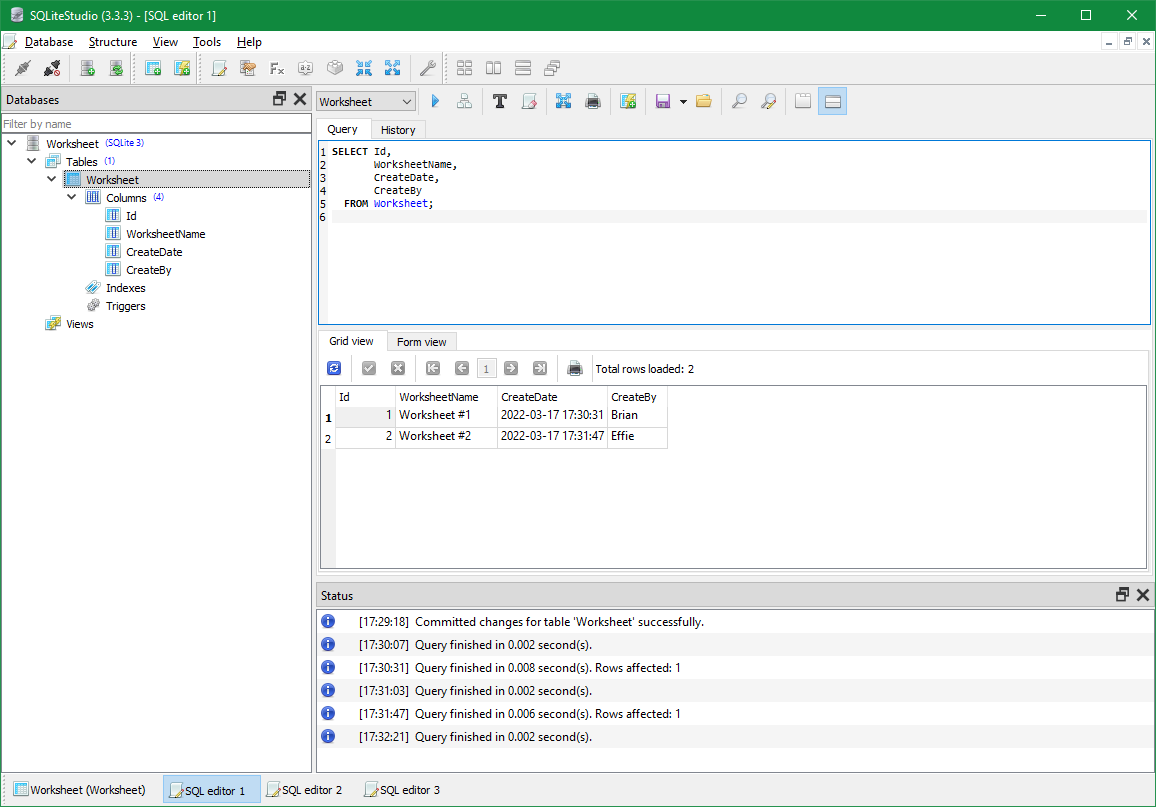 SQLiteStudio (3.3.3) - [SQL editor 1]
Database Structure View Tools Help
Databases
Filter by name
Worksheet (SQLite 3)
Tables (1)
Worksheet
Columns (4)
Id
WorksheetName
CreateDate
CreateBy
Indexes
Triggers
Views
Worksheet
Query History
1 SELECT Id,
2 WorksheetName,
3 CreateDate,
4 CreateBy
5 FROM Worksheet;
6
Grid view Form view
1 Total rows loaded: 2
Id WorksheetName CreateDate CreateBy
1 1 Worksheet #1 2022-03-17 17:30:31 Brian
2 2 Worksheet #2 2022-03-17 17:31:47 Effie
Status
[17:29:18] Committed changes for table 'Worksheet' successfully.
[17:30:07] Query finished in 0.002 second(s).
[17:30:31] Query finished in 0.008 second(s). Rows affected: 1
[17:31:03] Query finished in 0.002 second(s).
[17:31:47] Query finished in 0.006 second(s). Rows affected: 1
[17:32:21] Query finished in 0.002 second(s).
Worksheet (Worksheet) SQL editor 1 SQL editor 2 SQL editor 3